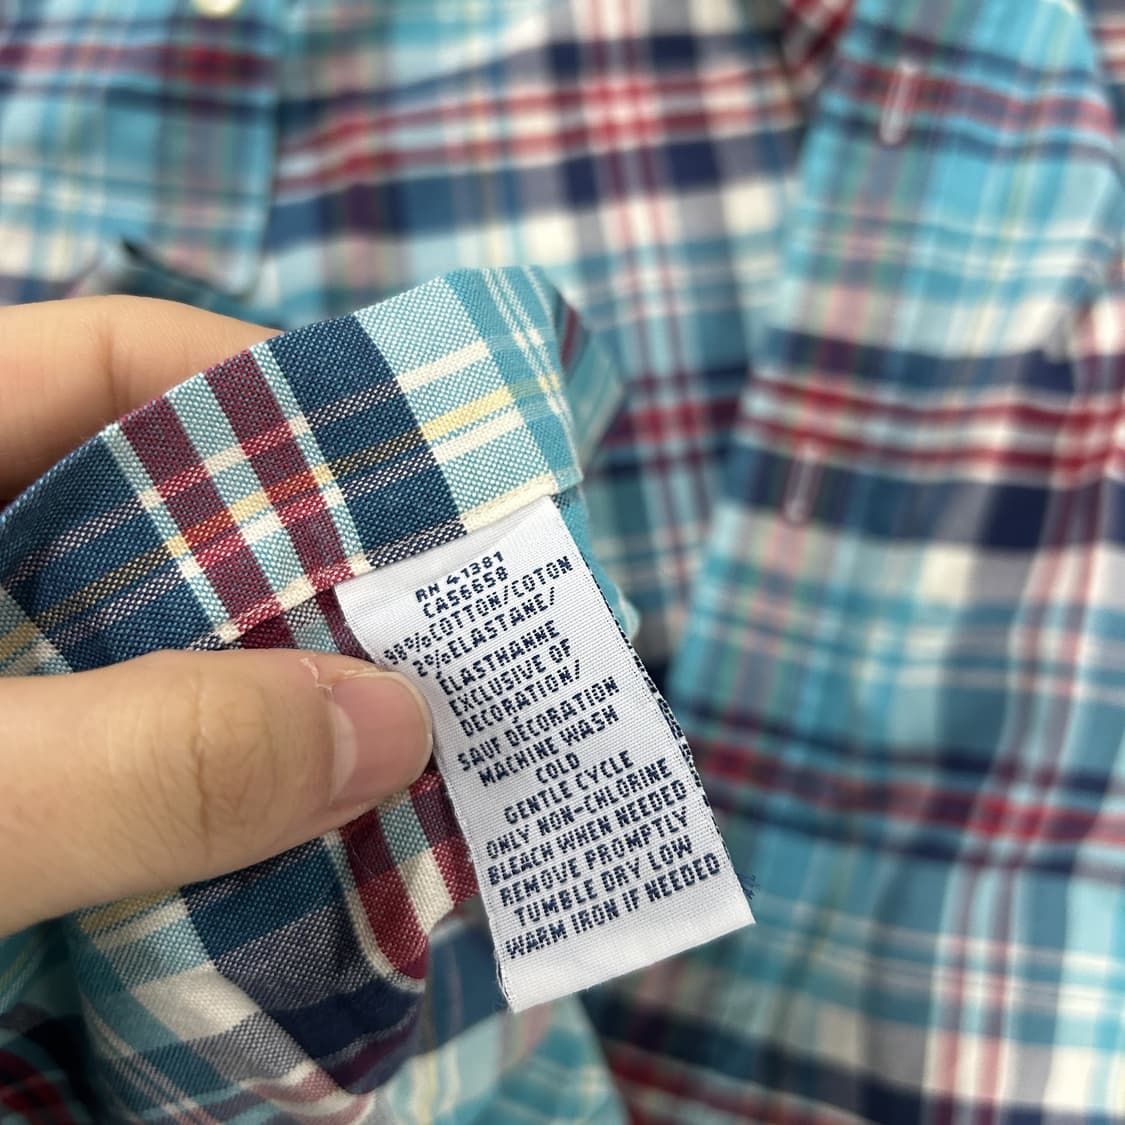 RN 41381
CA56658
98%COTTON/COTON
2%ELASTANE/
ELASTHANNE
EXCLUSIVE OF
DECORATION/
SAUF DECORATION
MACHINE WASH
COLD
GENTLE CYCLE
ONLY NON-CHLORINE
BLEACH WHEN NEEDED
REMOVE PROMPTLY
TUMBLE DRY LOW
WARM IRON IF NEEDED